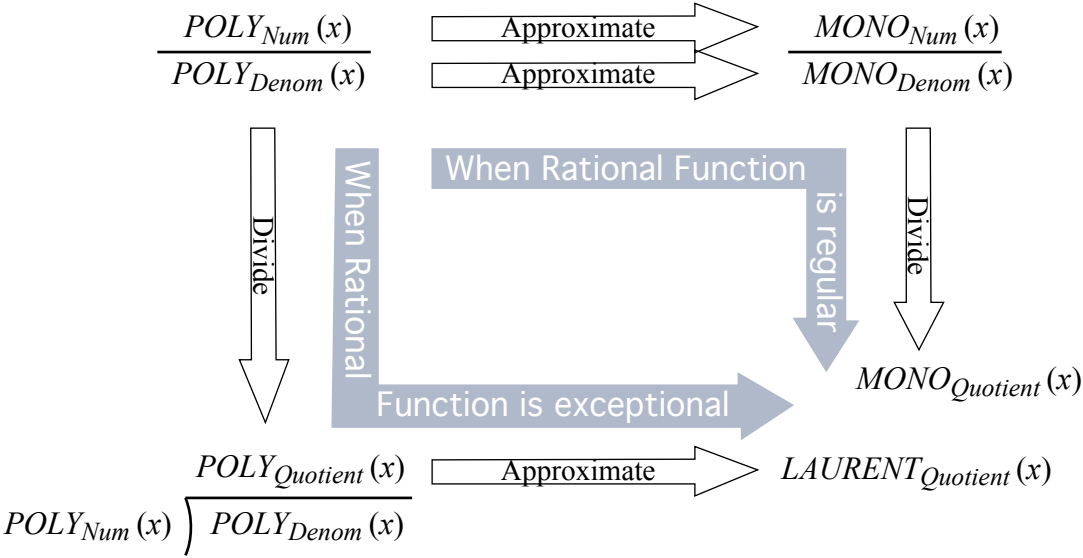 POLY_Num (x) Approximate MONO_Num (x)
POLY_Denom (x) Approximate MONO_Denom (x)
When Rational Function
is regular
When Rational
Function is exceptional
Divide
Divide
MONO_Quotient (x)
POLY_Quotient (x) Approximate LAURENT_Quotient (x)
POLY_Num (x) ) POLY_Denom (x)